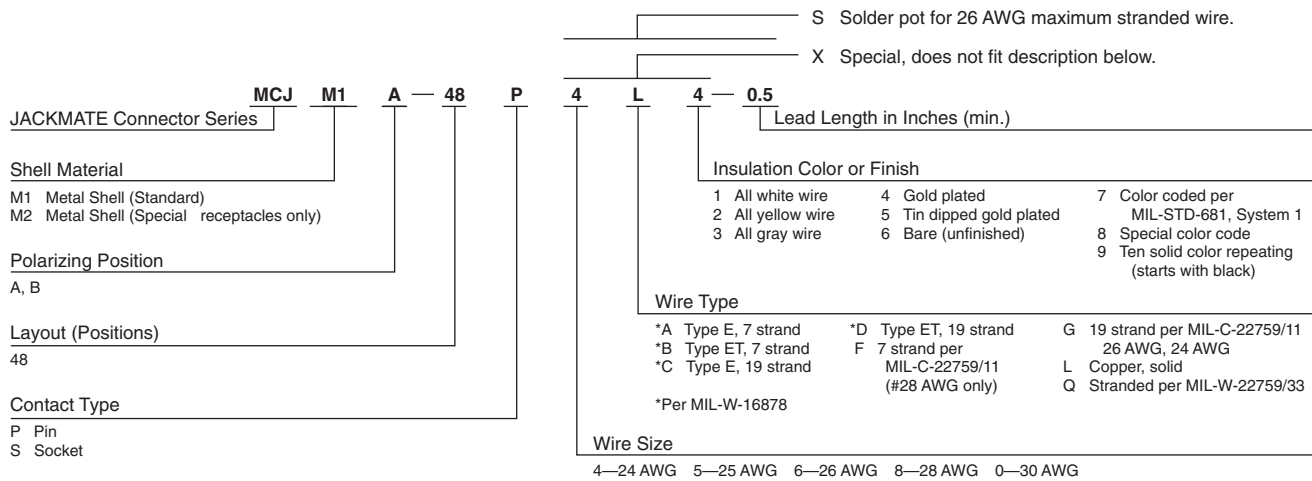 S Solder pot for 26 AWG maximum stranded wire.
X Special, does not fit description below.
MCJ M1 A — 48 P 4 L 4 — 0.5
JACKMATE Connector Series
Lead Length in Inches (min.)
Shell Material
M1 Metal Shell (Standard)
M2 Metal Shell (Special receptacles only)
Polarizing Position
A, B
Layout (Positions)
48
Contact Type
P Pin
S Socket
Insulation Color or Finish
1 All white wire
2 All yellow wire
3 All gray wire
4 Gold plated
5 Tin dipped gold plated
6 Bare (unfinished)
7 Color coded per
MIL-STD-681, System 1
8 Special color code
9 Ten solid color repeating
(starts with black)
Wire Type
*A Type E, 7 strand
*B Type ET, 7 strand
*C Type E, 19 strand
*Per MIL-W-16878
*D Type ET, 19 strand
F 7 strand per
MIL-C-22759/11
(#28 AWG only)
G 19 strand per MIL-C-22759/11
26 AWG, 24 AWG
L Copper, solid
Q Stranded per MIL-W-22759/33
Wire Size
4—24 AWG 5—25 AWG 6—26 AWG 8—28 AWG 0—30 AWG